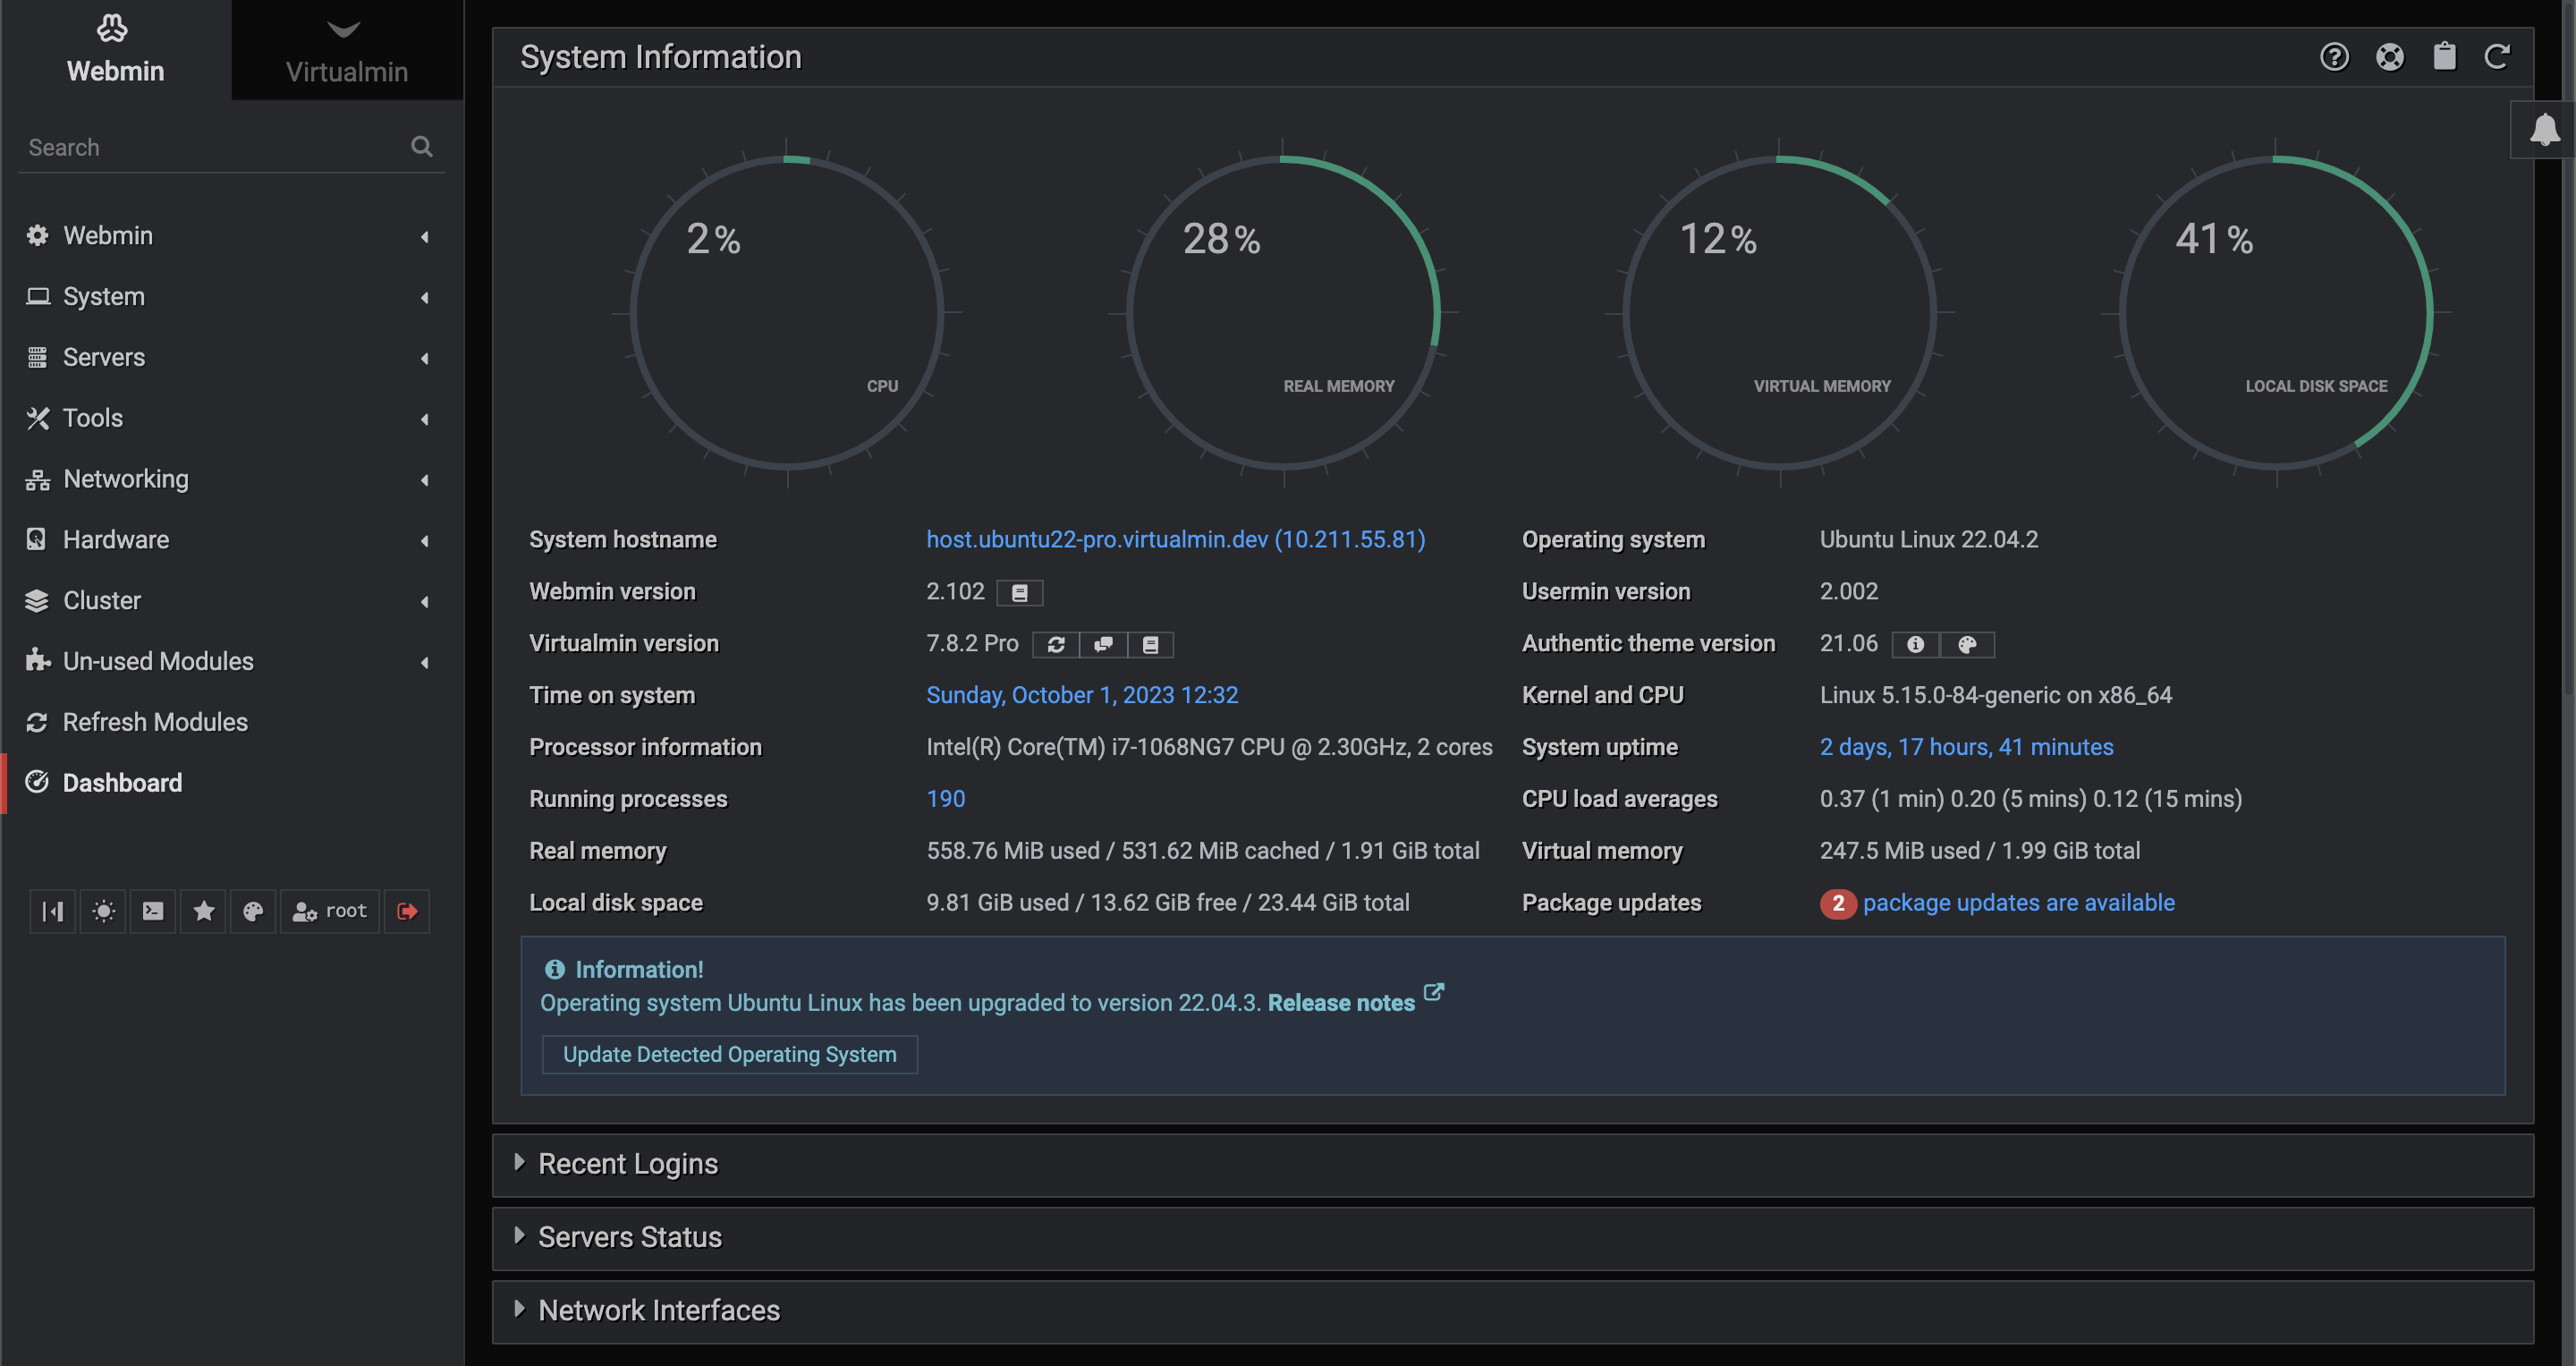 Webmin
Virtualmin
Search
Webmin
System
Servers
Tools
Networking
Hardware
Cluster
Un-used Modules
Refresh Modules
Dashboard
root
System Information
2%
CPU
28%
REAL MEMORY
12%
VIRTUAL MEMORY
41%
LOCAL DISK SPACE
System hostname host.ubuntu22-pro.virtualmin.dev (10.211.55.81) Operating system Ubuntu Linux 22.04.2
Webmin version 2.102 Usermin version 2.002
Virtualmin version 7.8.2 Pro Authentic theme version 21.06
Time on system Sunday, October 1, 2023 12:32 Kernel and CPU Linux 5.15.0-84-generic on x86_64
Processor information Intel(R) Core(TM) i7-1068NG7 CPU @ 2.30GHz, 2 cores System uptime 2 days, 17 hours, 41 minutes
Running processes 190 CPU load averages 0.37 (1 min) 0.20 (5 mins) 0.12 (15 mins)
Real memory 558.76 MiB used / 531.62 MiB cached / 1.91 GiB total Virtual memory 247.5 MiB used / 1.99 GiB total
Local disk space 9.81 GiB used / 13.62 GiB free / 23.44 GiB total Package updates 2 package updates are available
Information!
Operating system Ubuntu Linux has been upgraded to version 22.04.3. Release notes
Update Detected Operating System
Recent Logins
Servers Status
Network Interfaces